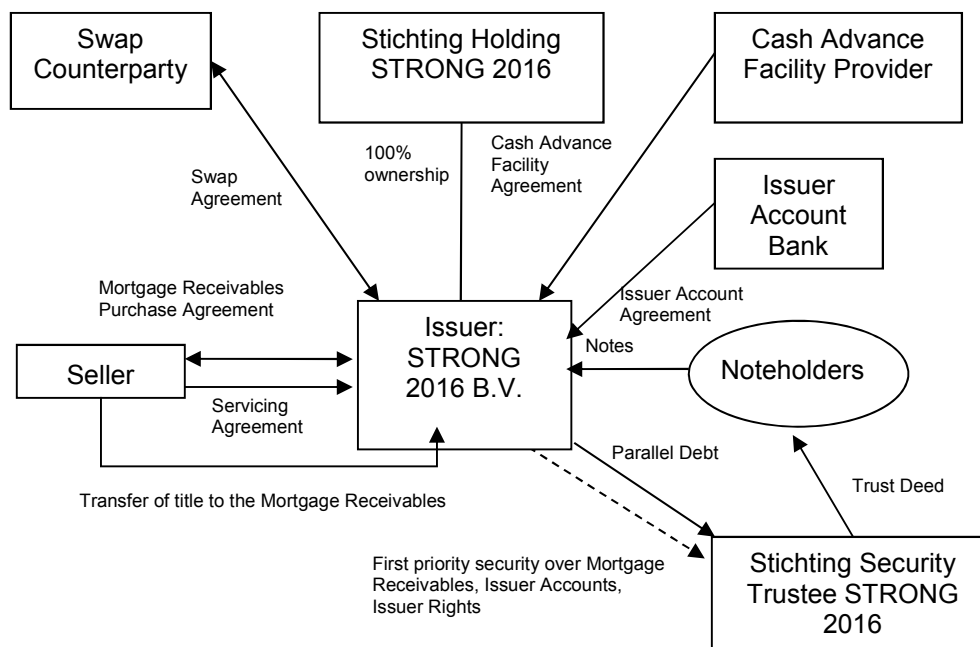 Swap
Counterparty
Stichting Holding
STRONG 2016
Cash Advance
Facility Provider
Swap
Agreement
100%
ownership
Cash Advance
Facility
Agreement
Issuer
Account
Bank
Mortgage Receivables
Purchase Agreement
Issuer Account
Agreement
Seller
Issuer:
STRONG
2016 B.V.
Notes
Noteholders
Servicing
Agreement
Parallel Debt
Trust Deed
Transfer of title to the Mortgage Receivables
First priority security over Mortgage
Receivables, Issuer Accounts,
Issuer Rights
Stichting Security
Trustee STRONG
2016